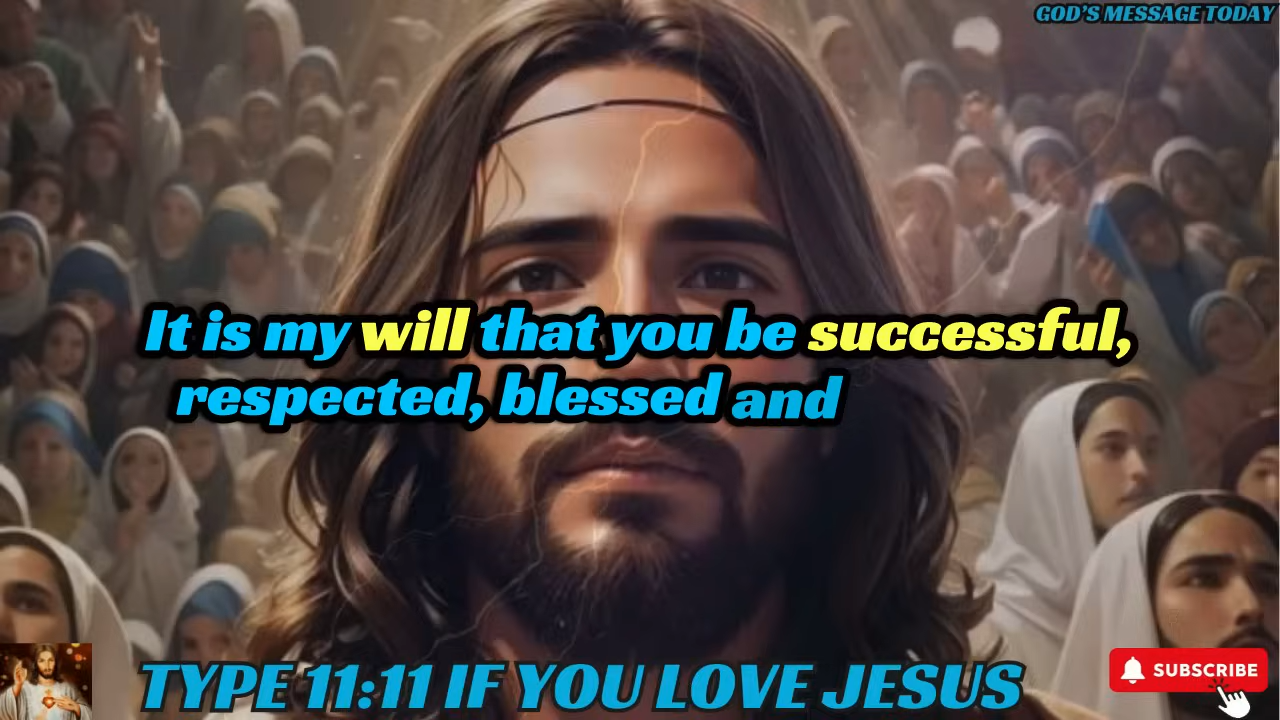 GOD'S MESSAGE TODAY
It is my will that you be successful,
respected, blessed and
TYPE 11:11 IF YOU LOVE JESUS
SUBSCRIBE